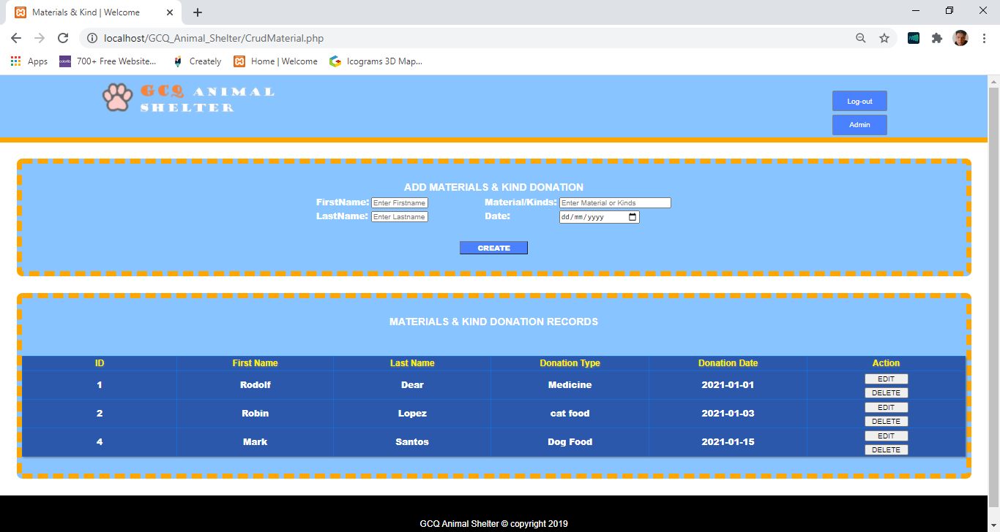 Materials & Kind | Welcome
localhost/GCQ_Animal_Shelter/CrudMaterial.php
Apps 700+ Free Website... Creately Home | Welcome Icograms 3D Map...
GCQ ANIMAL
SHELTER
Log-out
Admin
ADD MATERIALS & KIND DONATION
FirstName: Enter Firstname Material/Kinds: Enter Material or Kinds
LastName: Enter Lastname Date: dd/mm/yyyy
CREATE
MATERIALS & KIND DONATION RECORDS
ID First Name Last Name Donation Type Donation Date Action
1 Rodolf Dear Medicine 2021-01-01 EDIT
DELETE
2 Robin Lopez cat food 2021-01-03 EDIT
DELETE
4 Mark Santos Dog Food 2021-01-15 EDIT
DELETE
GCQ Animal Shelter © copyright 2019